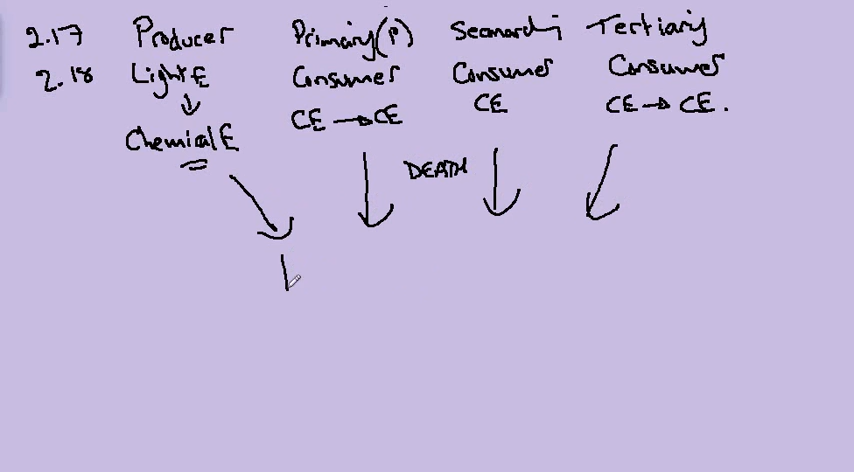 2.17 Producer Primary(P) Secondary Tertiary
2.18 Light E Consumer Consumer Consumer
CE → CE CE CE → CE.
↓
Chemical E
DEATH